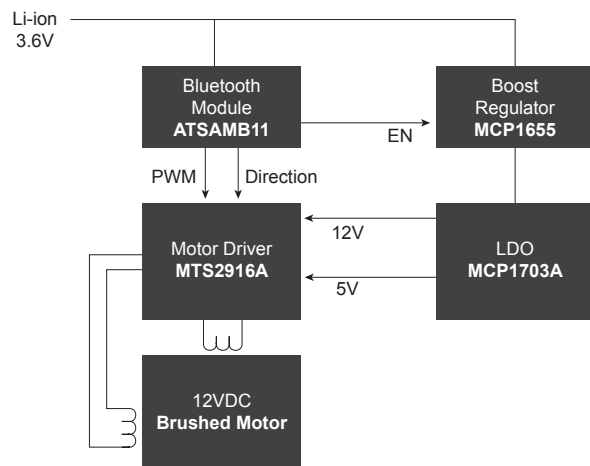 Li-ion
3.6V
Bluetooth
Module
ATSAMB11
Boost
Regulator
MCP1655
EN
PWM
Direction
Motor Driver
MTS2916A
12V
5V
LDO
MCP1703A
12VDC
Brushed Motor